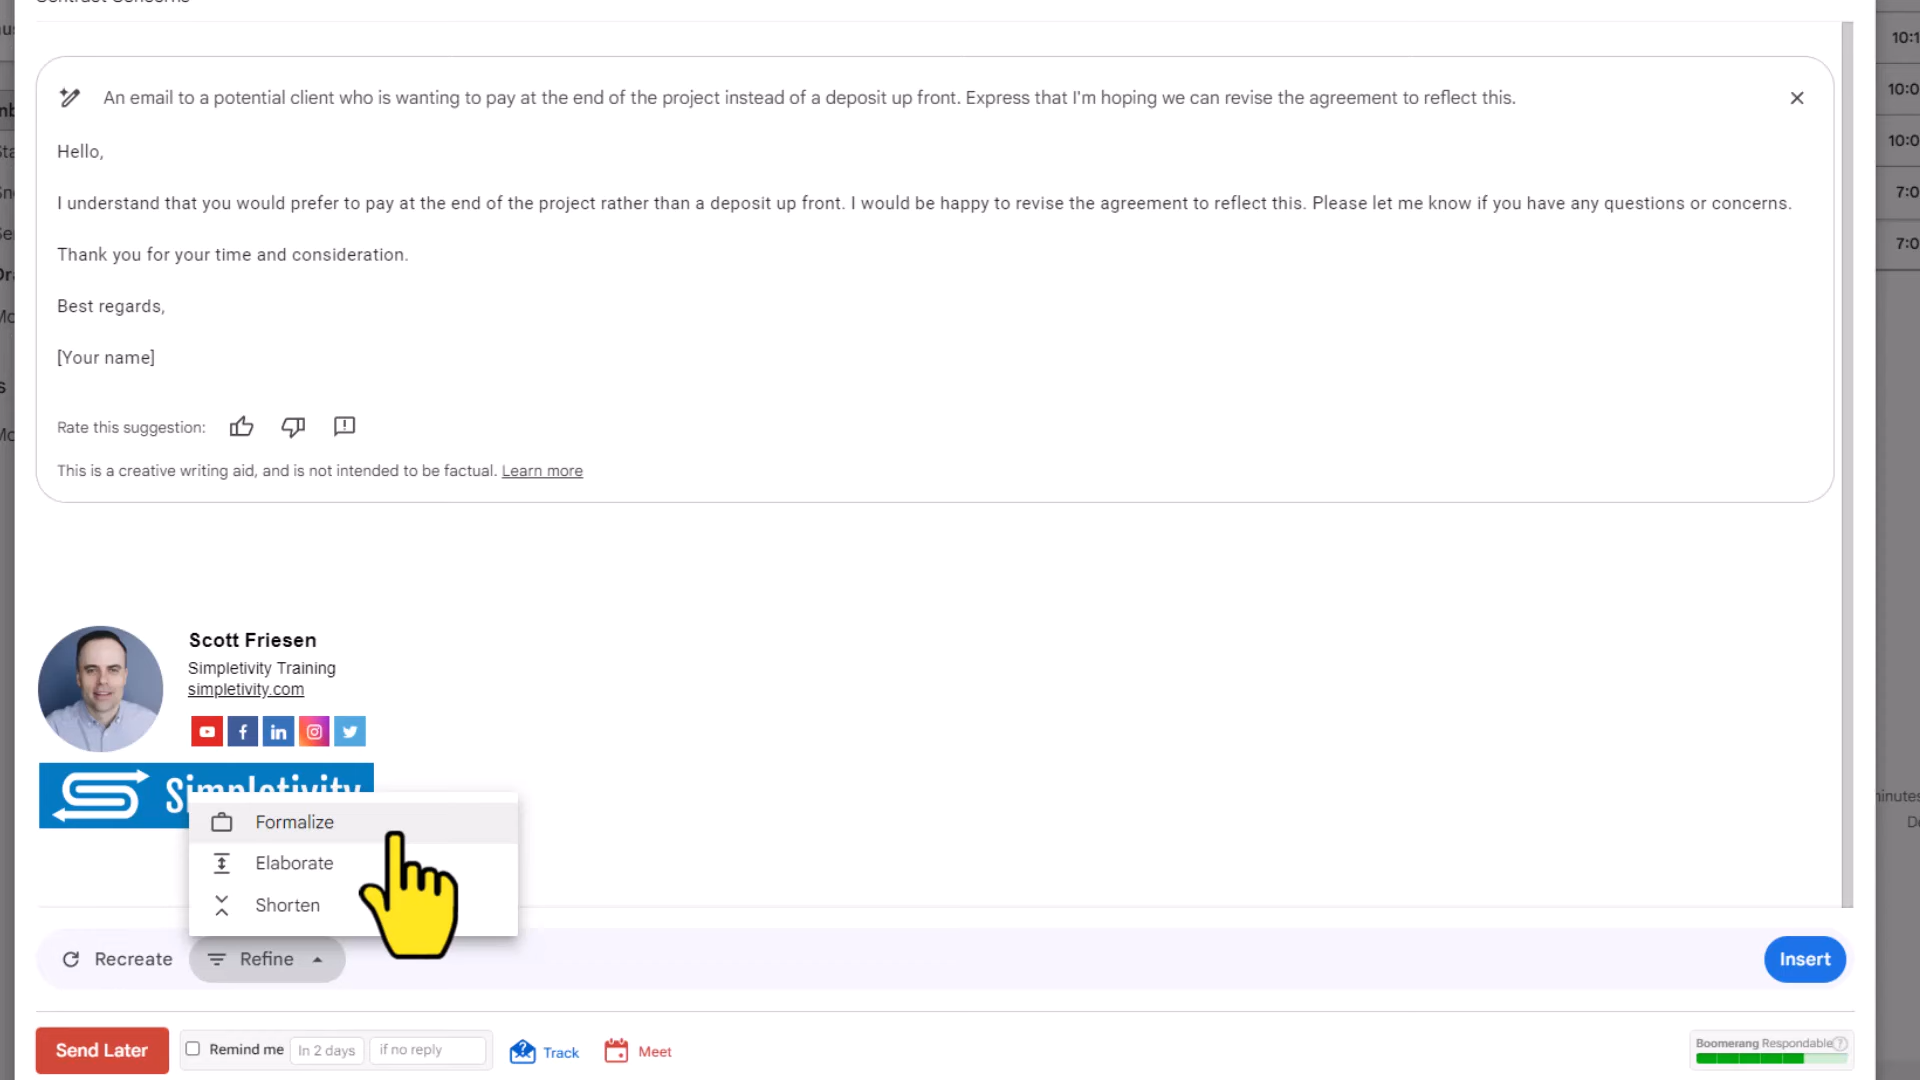 An email to a potential client who is wanting to pay at the end of the project instead of a deposit up front. Express that I'm hoping we can revise the agreement to reflect this.
Hello,
I understand that you would prefer to pay at the end of the project rather than a deposit up front. I would be happy to revise the agreement to reflect this. Please let me know if you have any questions or concerns.
Thank you for your time and consideration.
Best regards,
[Your name]
Rate this suggestion:
This is a creative writing aid, and is not intended to be factual. Learn more
Scott Friesen
Simpletivity Training
simpletivity.com
Simpletivity
Formalize
Elaborate
Shorten
Recreate
Refine
Insert
Send Later
Remind me
In 2 days
if no reply
Track
Meet
Boomerang Respondable
7:0
7:0